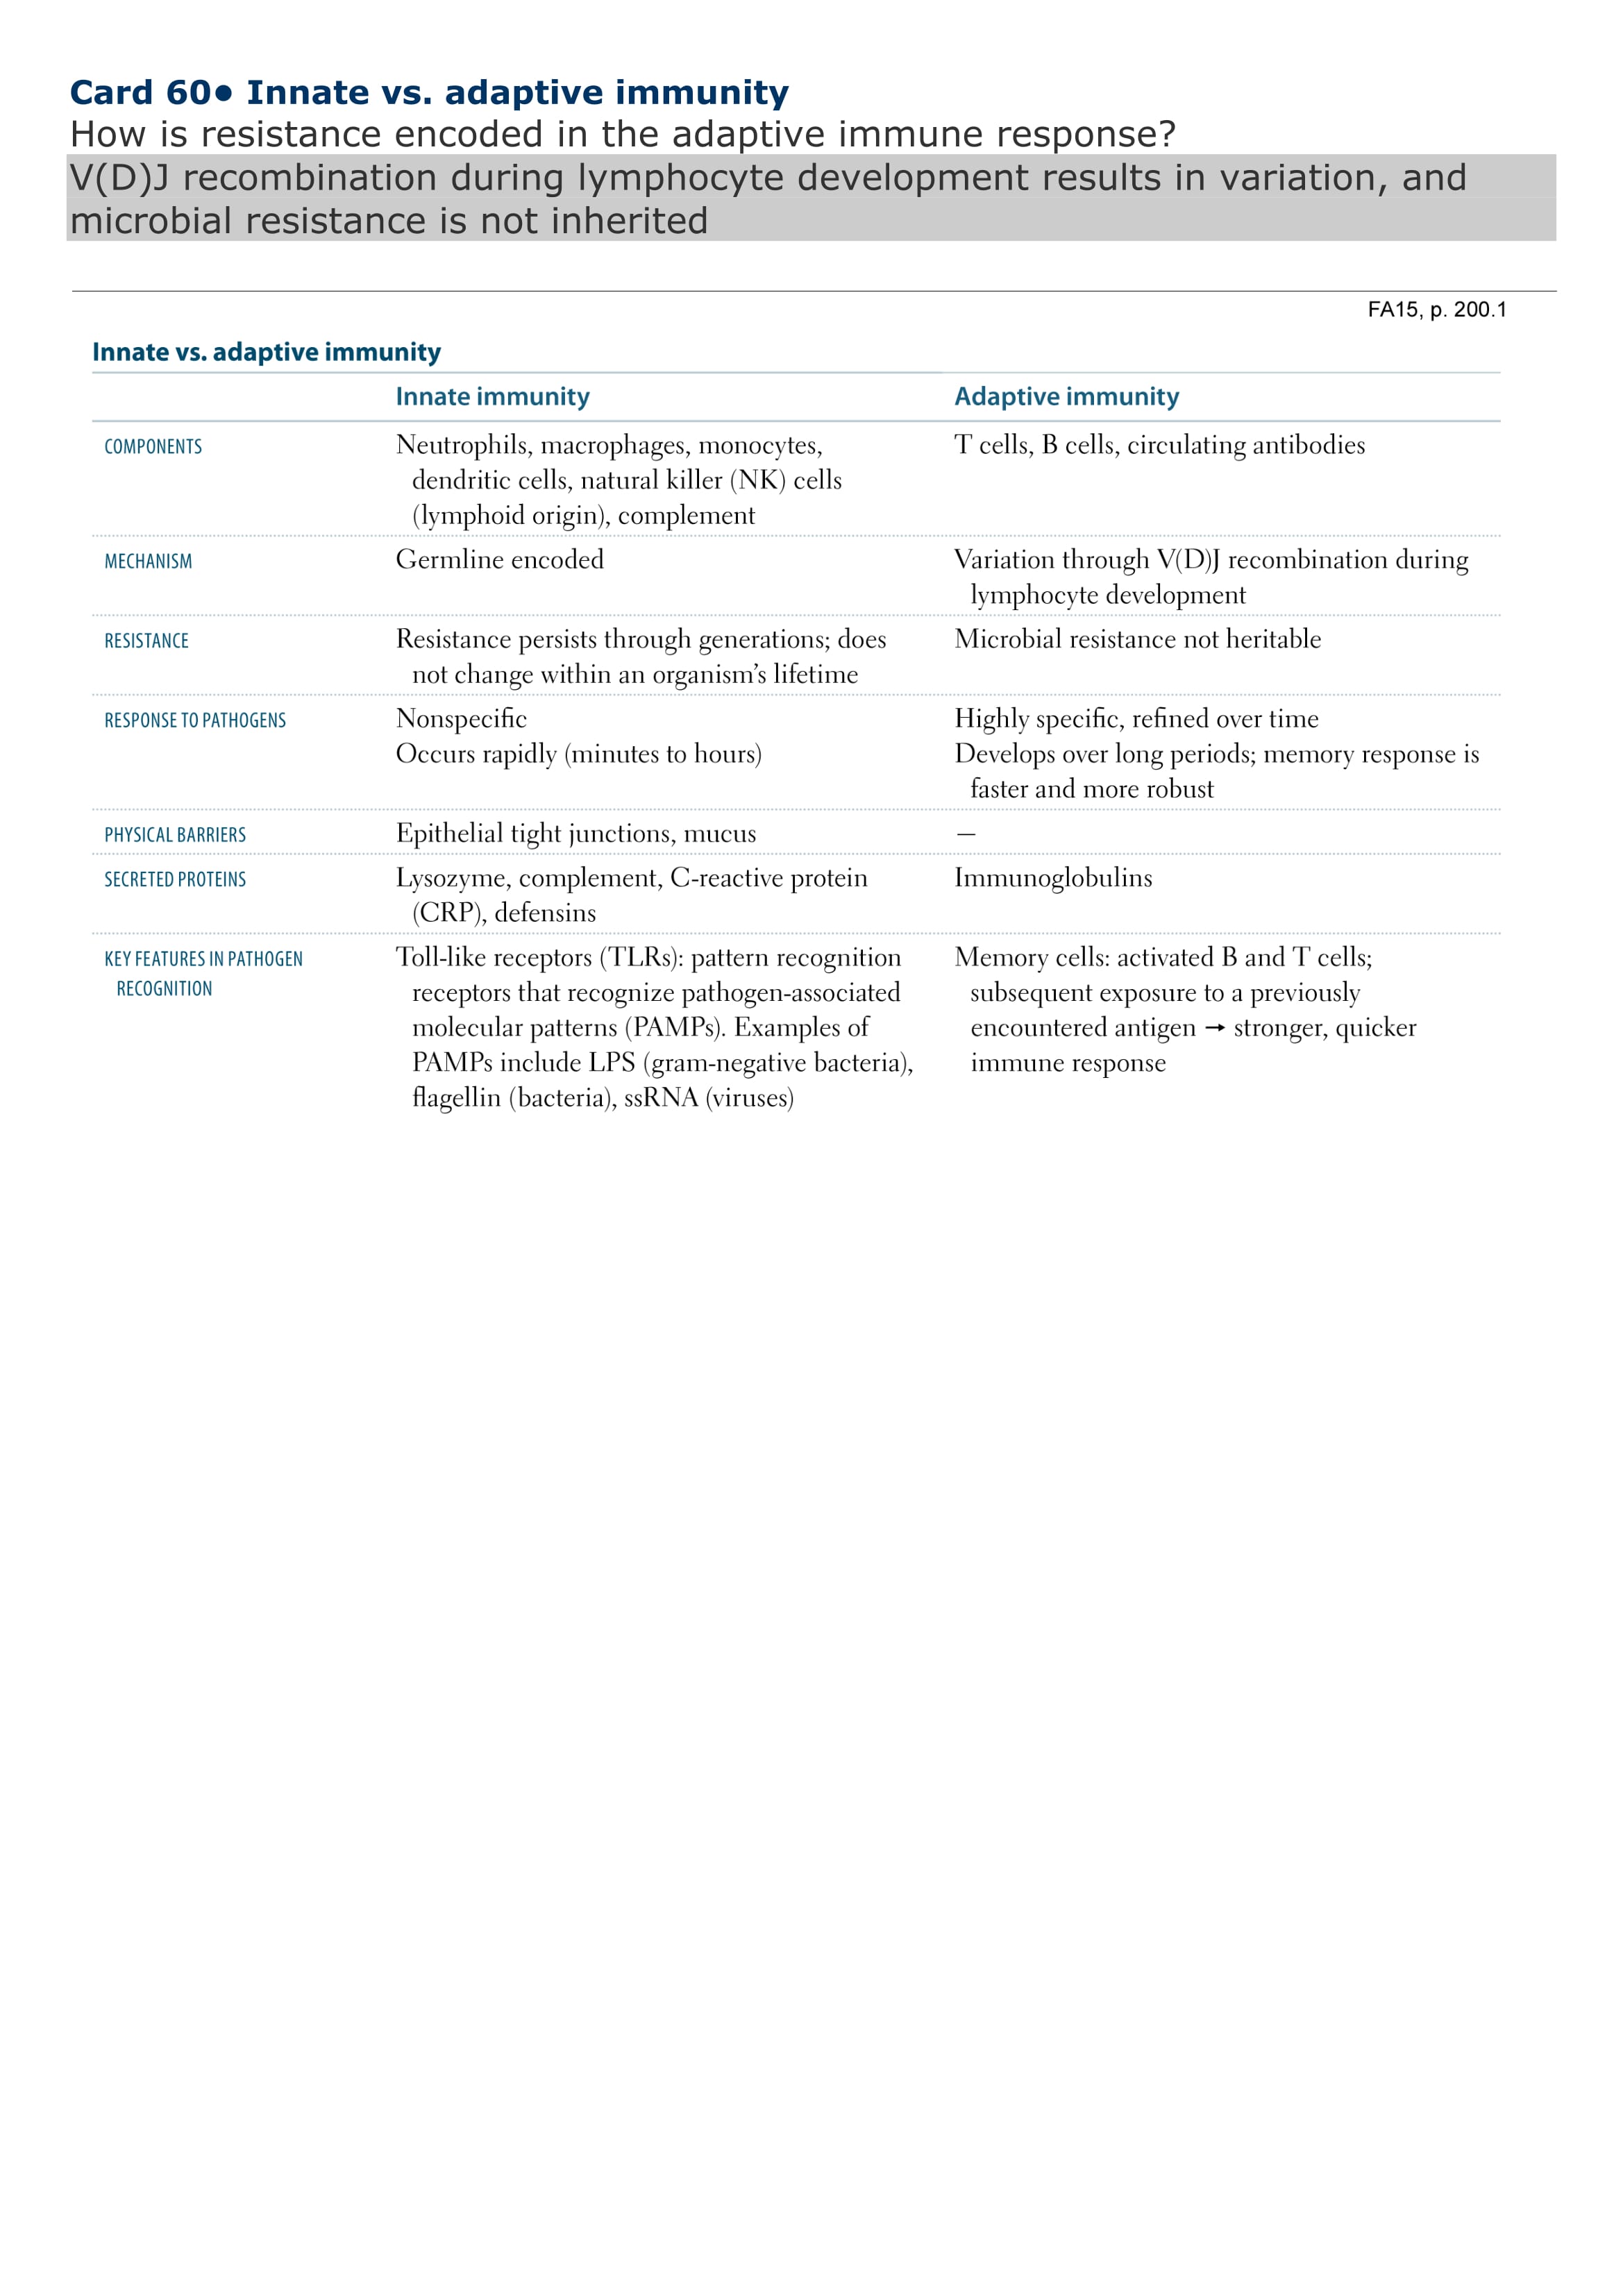 Card 60● Innate vs. adaptive immunity
How is resistance encoded in the adaptive immune response?
V(D)J recombination during lymphocyte development results in variation, and
microbial resistance is not inherited
FA15, p. 200.1
Innate vs. adaptive immunity
Innate immunity Adaptive immunity
COMPONENTS Neutrophils, macrophages, monocytes, T cells, B cells, circulating antibodies
dendritic cells, natural killer (NK) cells
(lymphoid origin), complement
MECHANISM Germline encoded Variation through V(D)J recombination during
lymphocyte development
RESISTANCE Resistance persists through generations; does Microbial resistance not heritable
not change within an organism’s lifetime
RESPONSE TO PATHOGENS Nonspecific Highly specific, refined over time
Occurs rapidly (minutes to hours) Develops over long periods; memory response is
faster and more robust
PHYSICAL BARRIERS Epithelial tight junctions, mucus —
SECRETED PROTEINS Lysozyme, complement, C-reactive protein Immunoglobulins
(CRP), defensins
KEY FEATURES IN PATHOGEN Toll-like receptors (TLRs): pattern recognition Memory cells: activated B and T cells;
RECOGNITION receptors that recognize pathogen-associated subsequent exposure to a previously
molecular patterns (PAMPs). Examples of encountered antigen → stronger, quicker
PAMPs include LPS (gram-negative bacteria), immune response
flagellin (bacteria), ssRNA (viruses)